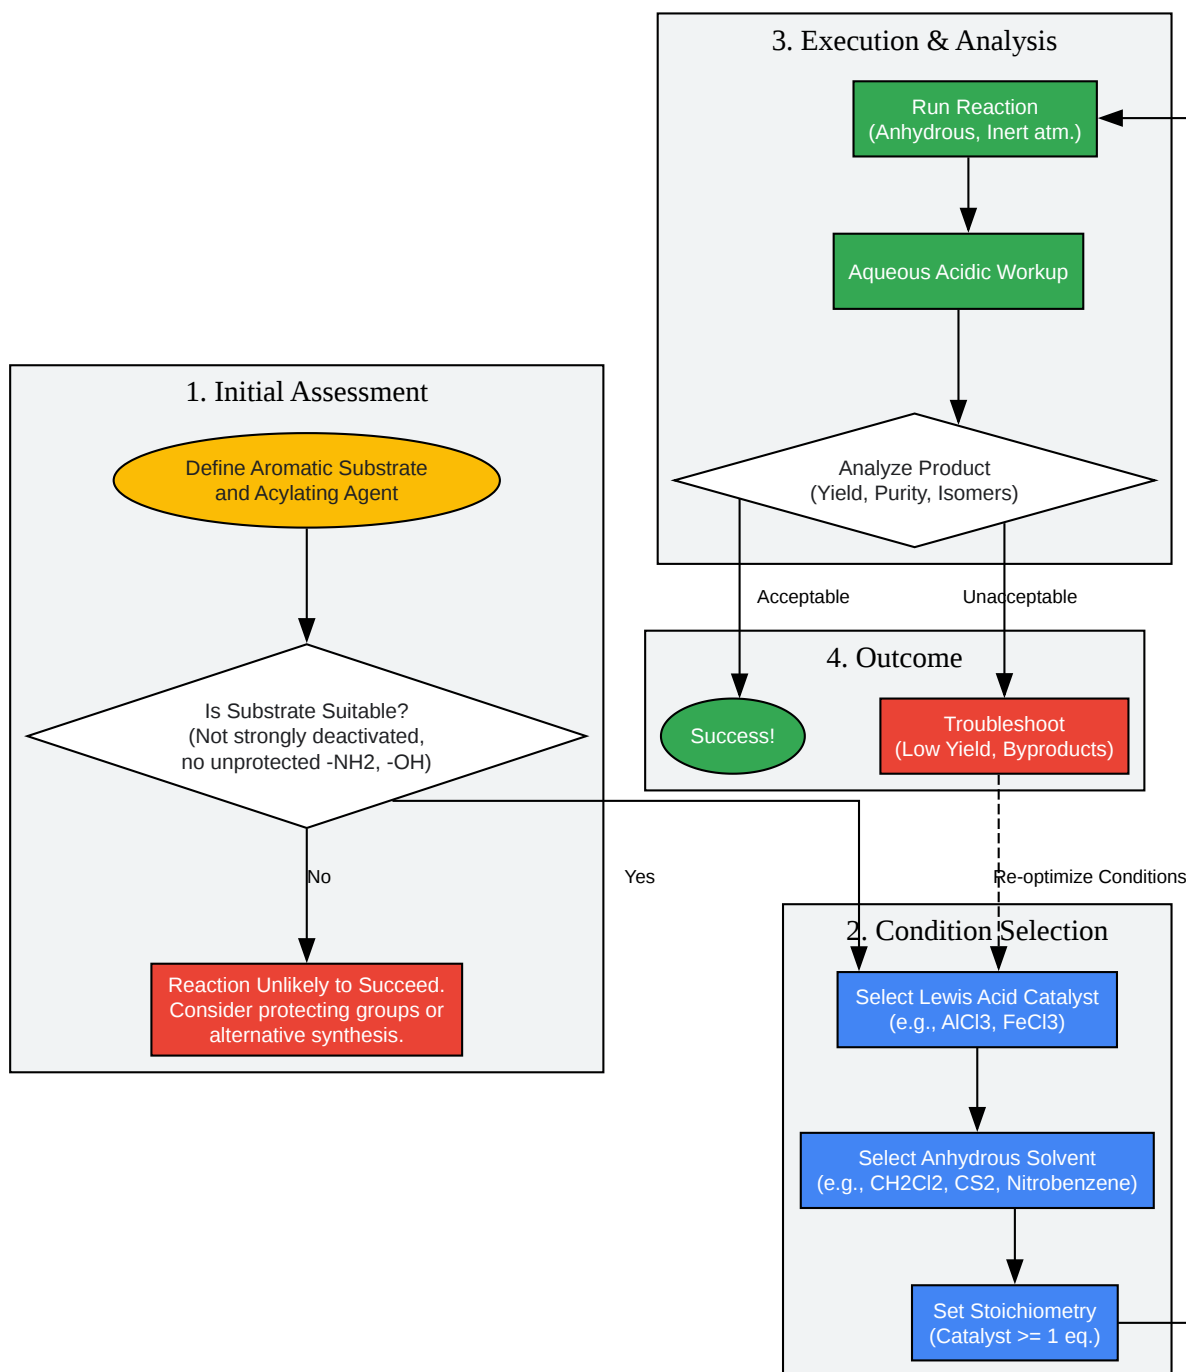 3. Execution & Analysis
Run Reaction
(Anhydrous, Inert atm.)
Aqueous Acidic Workup
Analyze Product
(Yield, Purity, Isomers)
Acceptable
Unacceptable
1. Initial Assessment
Define Aromatic Substrate
and Acylating Agent
Is Substrate Suitable?
(Not strongly deactivated,
no unprotected -NH2, -OH)
No
Yes
Reaction Unlikely to Succeed.
Consider protecting groups or
alternative synthesis.
4. Outcome
Success!
Troubleshoot
(Low Yield, Byproducts)
Re-optimize Conditions
2. Condition Selection
Select Lewis Acid Catalyst
(e.g., AlCl3, FeCl3)
Select Anhydrous Solvent
(e.g., CH2Cl2, CS2, Nitrobenzene)
Set Stoichiometry
(Catalyst >= 1 eq.)